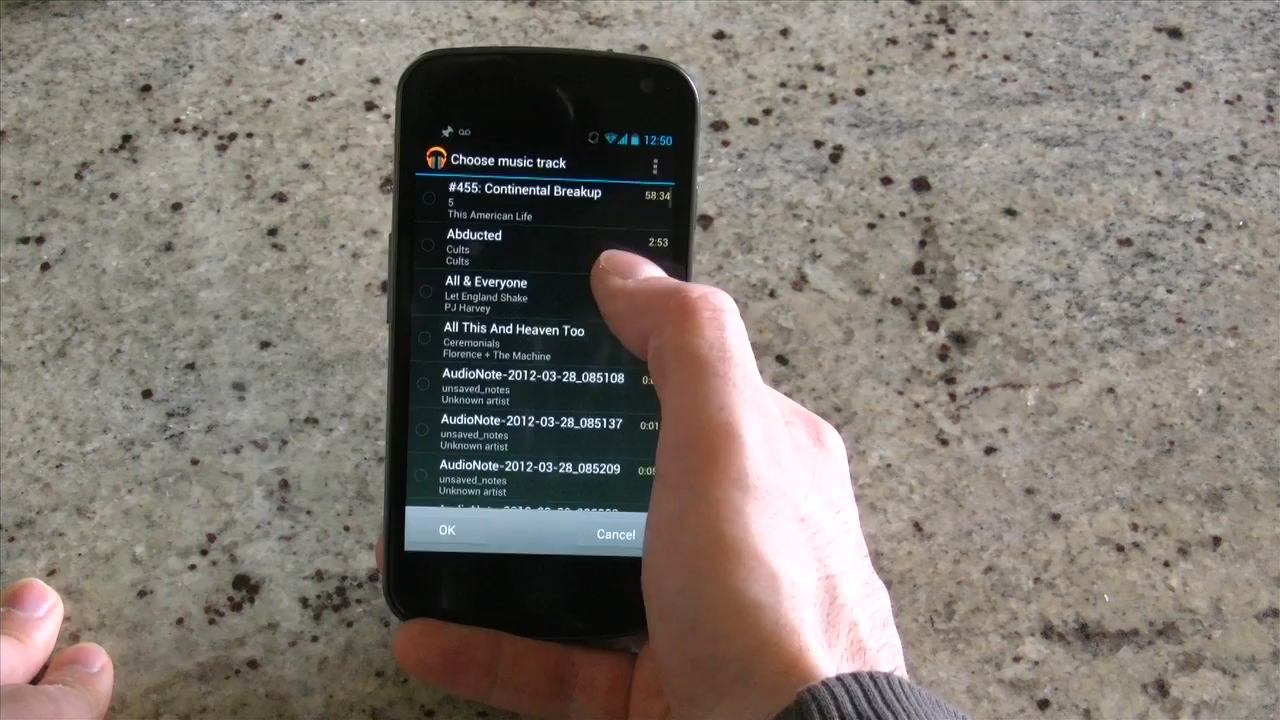 12:50
Choose music track
#455: Continental Breakup
58:34
5
This American Life
Abducted
2:53
Cults
Cults
All & Everyone
Let England Shake
PJ Harvey
All This And Heaven Too
Ceremonials
Florence + The Machine
AudioNote-2012-03-28_085108
unsaved_notes
Unknown artist
AudioNote-2012-03-28_085137
0:01
unsaved_notes
Unknown artist
AudioNote-2012-03-28_085209
unsaved_notes
Unknown artist
OK Cancel